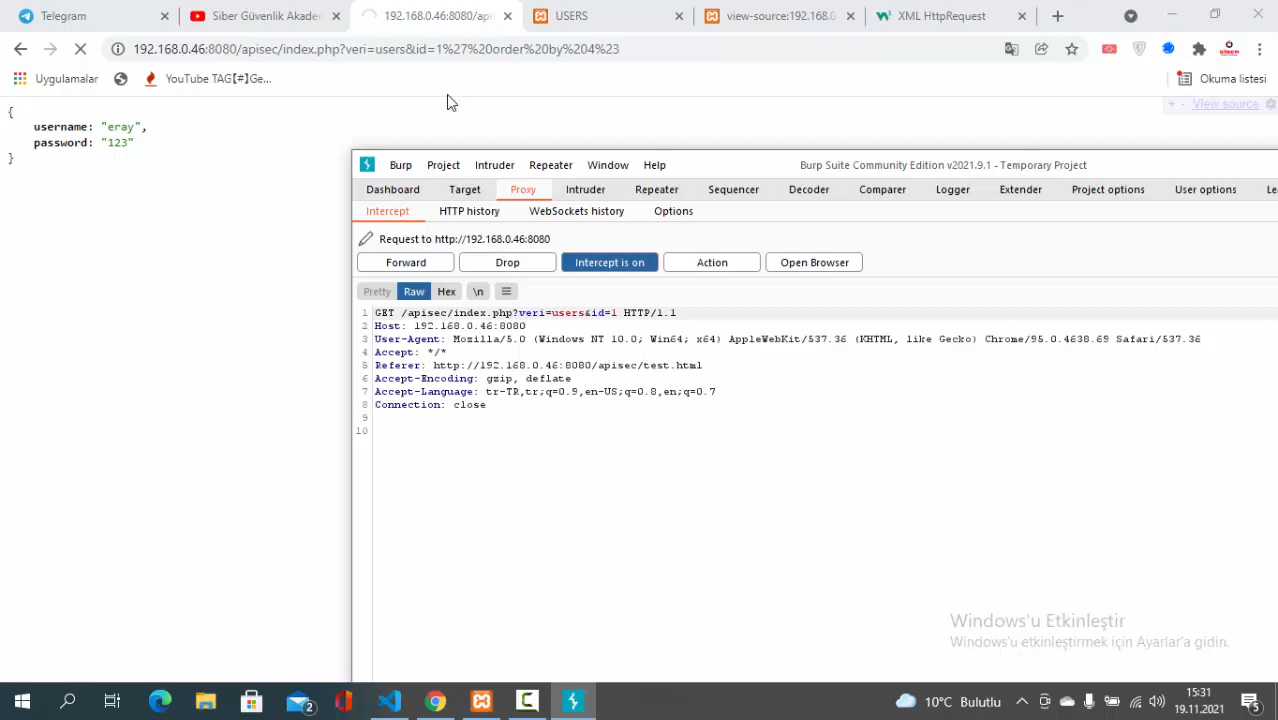 Telegram
Siber Güvenlik Akade
192.168.0.46:8080/apis
USERS
view-source:192.168.0
XML HttpRequest
192.168.0.46:8080/apisec/index.php?veri=users&id=1%27%20order%20by%204%23
Uygulamalar
YouTube TAG【#】Ge...
Okuma listesi
+ - View source
{
username: "eray",
password: "123"
}
Burp Project Intruder Repeater Window Help
Burp Suite Community Edition v2021.9.1 - Temporary Project
Dashboard Target Proxy Intruder Repeater Sequencer Decoder Comparer Logger Extender Project options User options Le
Intercept HTTP history WebSockets history Options
Request to http://192.168.0.46:8080
Forward Drop Intercept is on Action Open Browser
Pretty Raw Hex \n
1 GET /apisec/index.php?veri=users&id=1 HTTP/1.1
2 Host: 192.168.0.46:8080
3 User-Agent: Mozilla/5.0 (Windows NT 10.0; Win64; x64) AppleWebKit/537.36 (KHTML, like Gecko) Chrome/95.0.4638.69 Safari/537.36
4 Accept: */*
5 Referer: http://192.168.0.46:8080/apisec/test.html
6 Accept-Encoding: gzip, deflate
7 Accept-Language: tr-TR,tr;q=0.9,en-US;q=0.8,en;q=0.7
8 Connection: close
9
10
Windows'u Etkinleştir
Windows'u etkinleştirmek için Ayarlar'a gidin.
2
10°C Bulutlu
15:31
19.11.2021
5